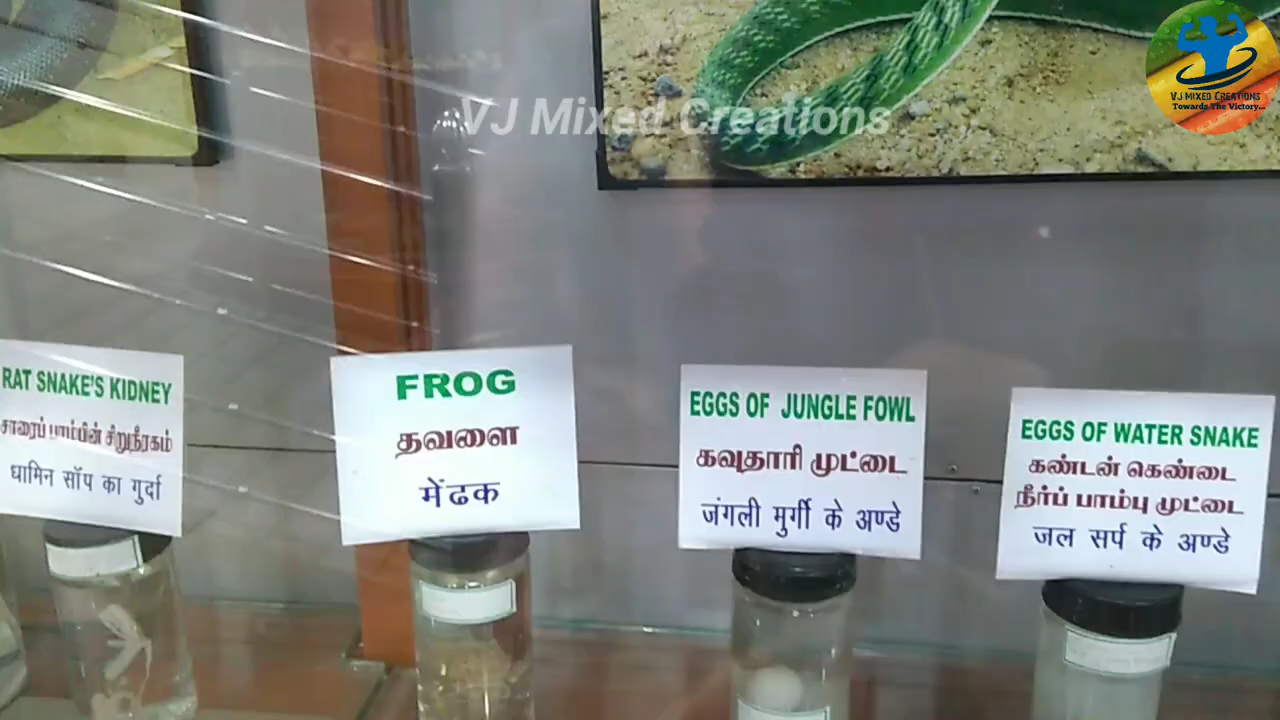 VJ Mixed Creations
VJ MIXED CREATIONS
Towards The Victory...
RAT SNAKE'S KIDNEY
சாரைப் பாம்பின் சிறுநீரகம்
धामिन सॉप का गुर्दा
FROG
தவளை
मेंढक
EGGS OF JUNGLE FOWL
கவுதாரி முட்டை
जंगली मुर्गी के अण्डे
EGGS OF WATER SNAKE
கண்டன் கெண்டை
நீர்ப் பாம்பு முட்டை
जल सर्प के अण्डे